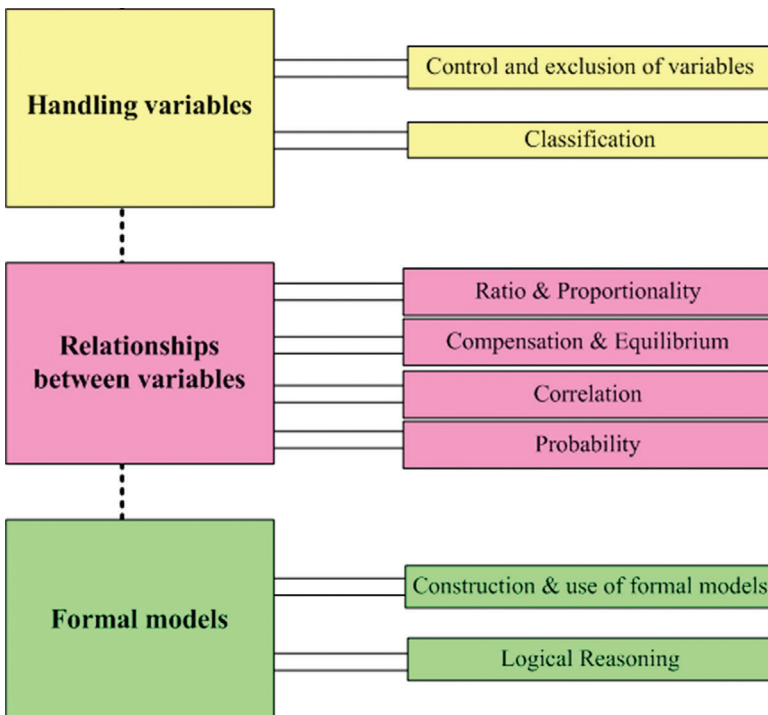 Handling variables
Control and exclusion of variables
Classification
Relationships
between variables
Ratio & Proportionality
Compensation & Equilibrium
Correlation
Probability
Formal models
Construction & use of formal models
Logical Reasoning